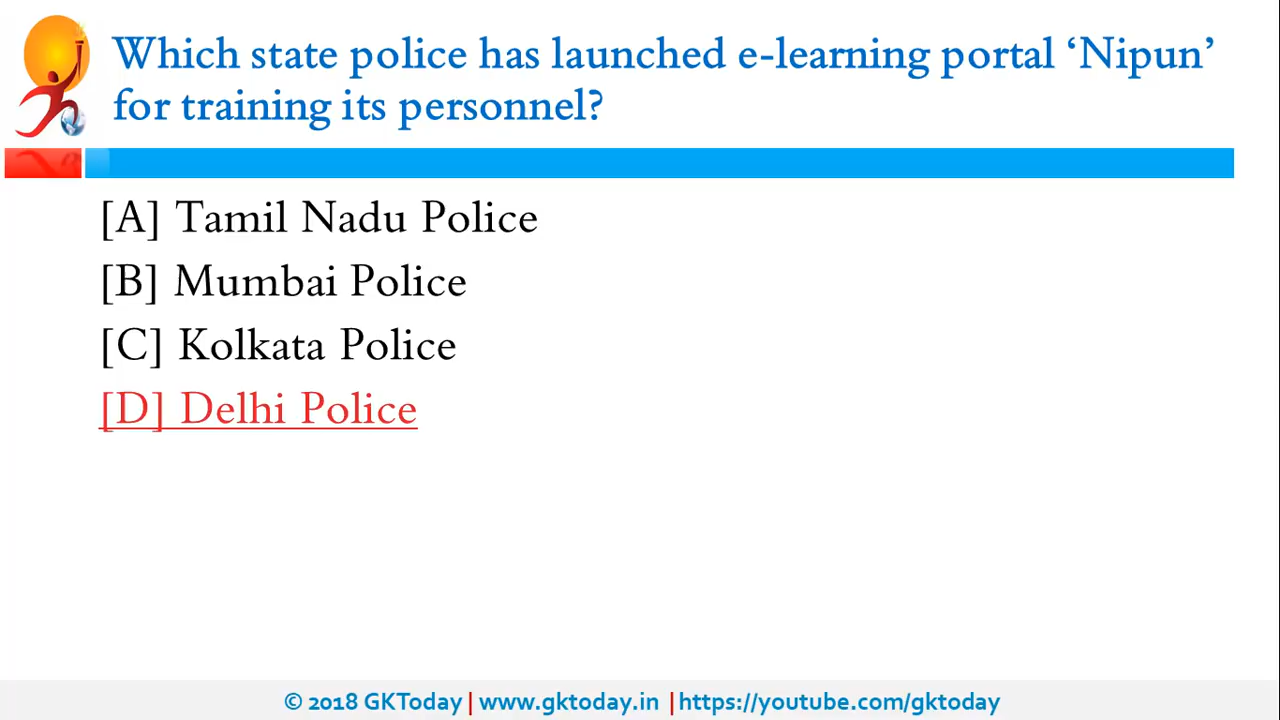 Which state police has launched e-learning portal ‘Nipun’
for training its personnel?
[A] Tamil Nadu Police
[B] Mumbai Police
[C] Kolkata Police
[D] Delhi Police
© 2018 GKToday | www.gktoday.in | https://youtube.com/gktoday